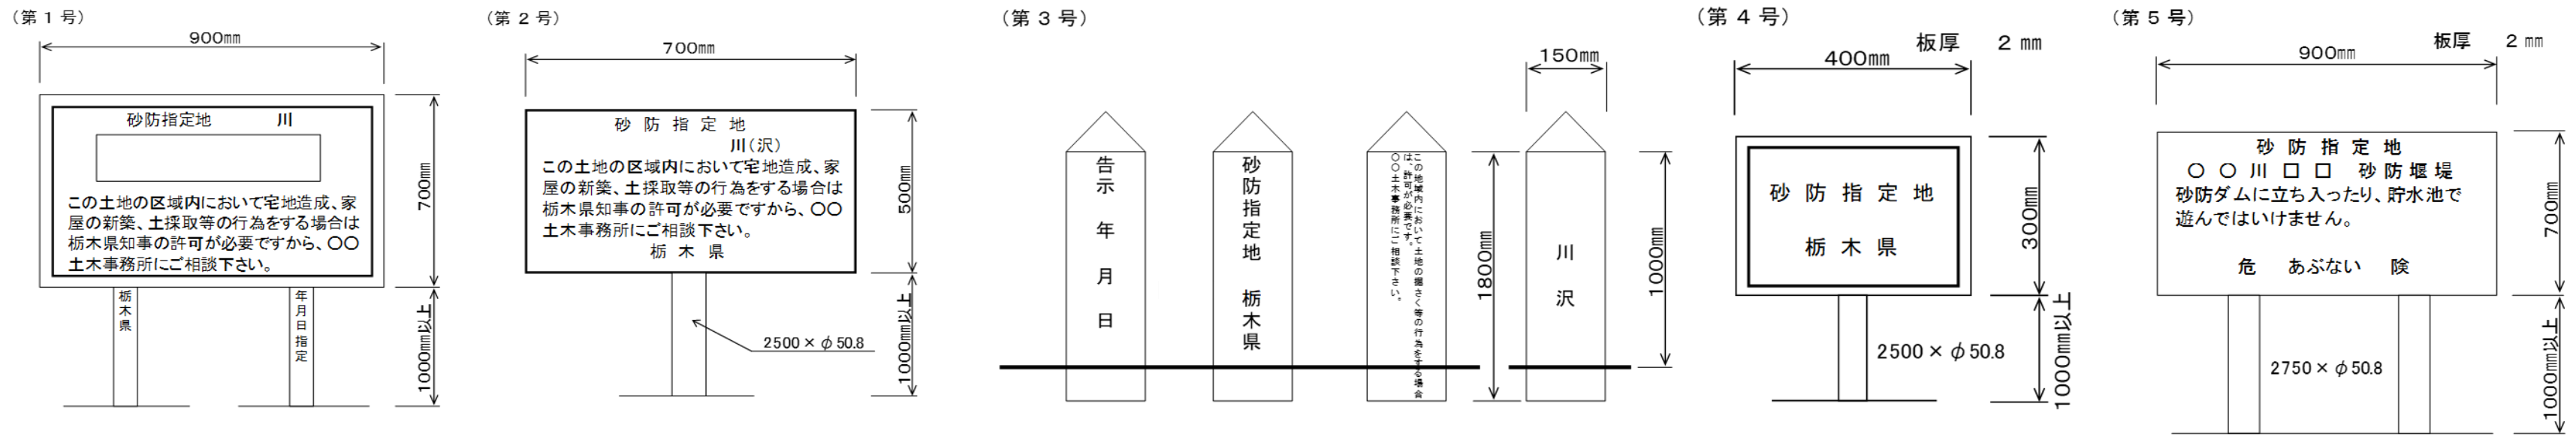 （第１号）
900㎜
砂防指定地　川
この土地の区域内において宅地造成、家
屋の新築、土採取等の行為をする場合は
栃木県知事の許可が必要ですから、〇〇
土木事務所にご相談下さい。
栃木県
年月日指定
700㎜
1000㎜以上
（第２号）
700㎜
砂防指定地
川（沢）
この土地の区域内において宅地造成、家
屋の新築、土採取等の行為をする場合は
栃木県知事の許可が必要ですから、〇〇
土木事務所にご相談下さい。
栃木県
500㎜
1000㎜以上
2500×φ50.8
（第３号）
告示　年　月　日
砂防指定地　栃木県
この地域内において土地の掘さく等の行為をする場合
は、許可が必要です。
〇〇土木事務所にご相談下さい。
1800㎜
150㎜
川　沢
1000㎜
（第４号）
板厚　２㎜
400㎜
砂防指定地
栃木県
300㎜
1000㎜以上
2500×φ50.8
（第５号）
板厚　２㎜
900㎜
砂防指定地
〇〇川口口　砂防堰堤
砂防ダムに立ち入ったり、貯水池で
遊んではいけません。
危　あぶない　険
700㎜
1000㎜以上
2750×φ50.8